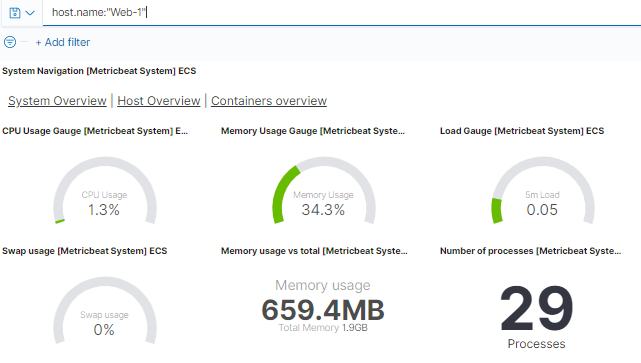 host.name:"Web-1"
+ Add filter
System Navigation [Metricbeat System] ECS
System Overview | Host Overview | Containers overview
CPU Usage Gauge [Metricbeat System] E...
Memory Usage Gauge [Metricbeat Syste...
Load Gauge [Metricbeat System] ECS
CPU Usage
1.3%
Memory Usage
34.3%
5m Load
0.05
Swap usage [Metricbeat System] ECS
Memory usage vs total [Metricbeat Syste...
Number of processes [Metricbeat Syste...
Swap usage
0%
Memory usage
659.4MB
Total Memory 1.9GB
29
Processes